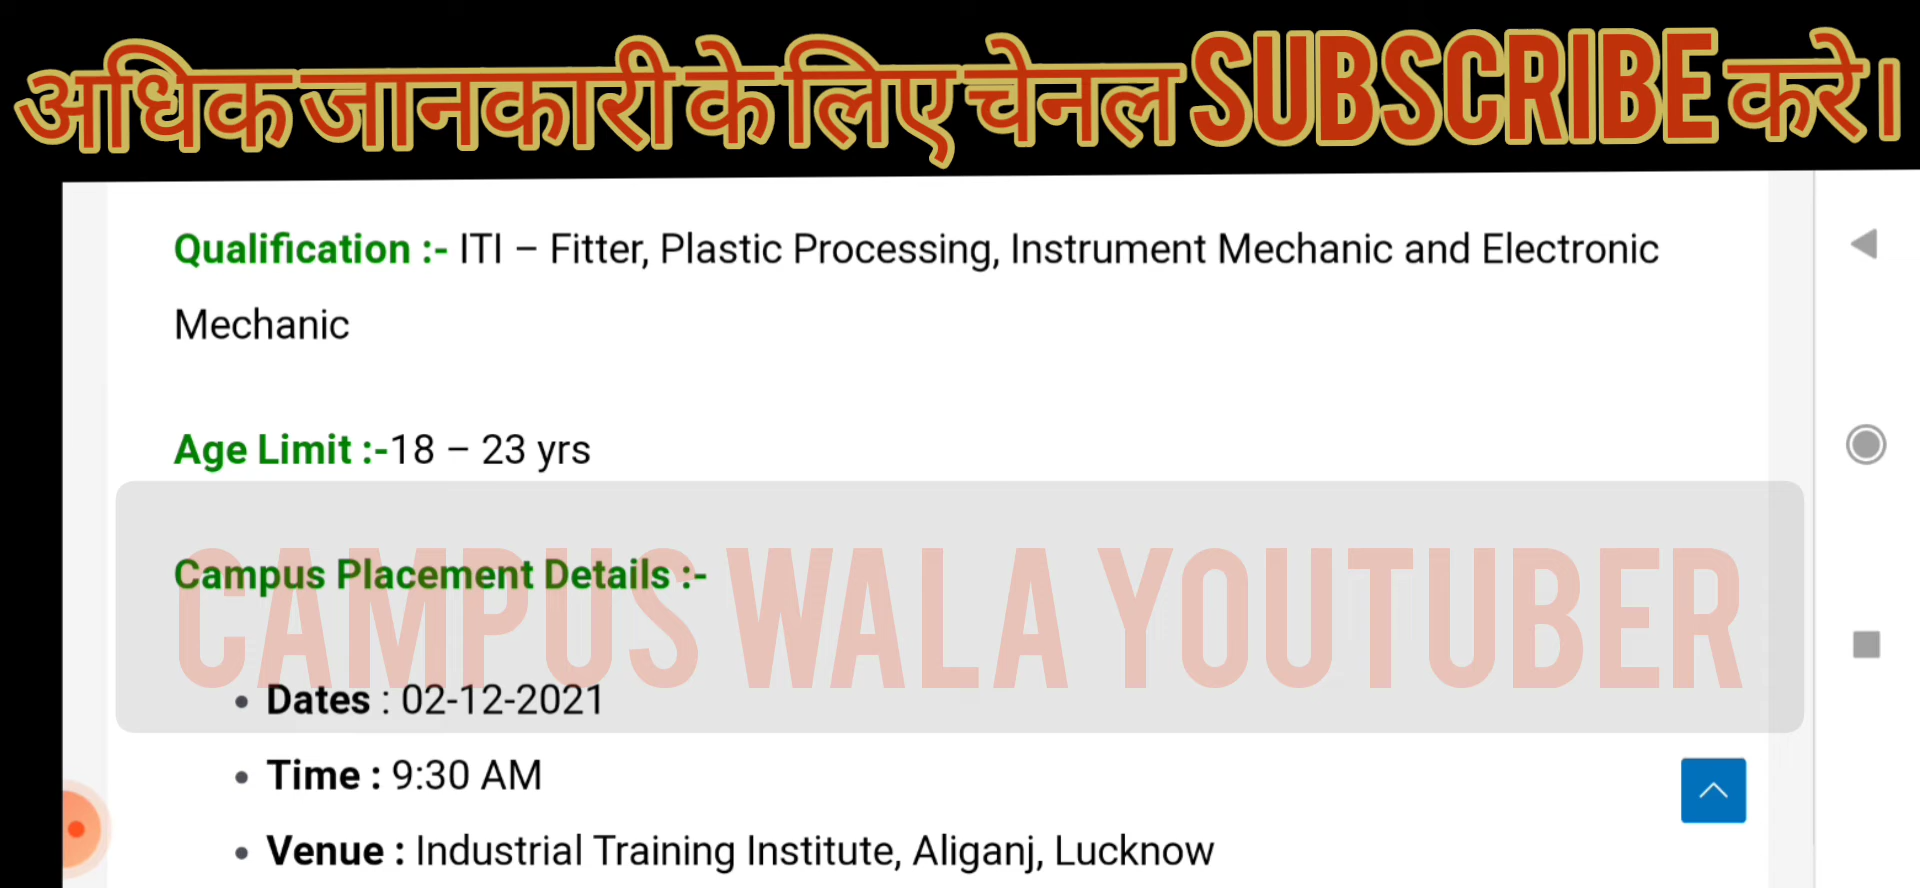 अधिक जानकारी के लिए चेनल SUBSCRIBE करे।
Qualification :- ITI – Fitter, Plastic Processing, Instrument Mechanic and Electronic
Mechanic
Age Limit :-18 – 23 yrs
Campus Placement Details :-
CAMPUS WALA YOUTUBER
• Dates : 02-12-2021
• Time : 9:30 AM
• Venue : Industrial Training Institute, Aliganj, Lucknow